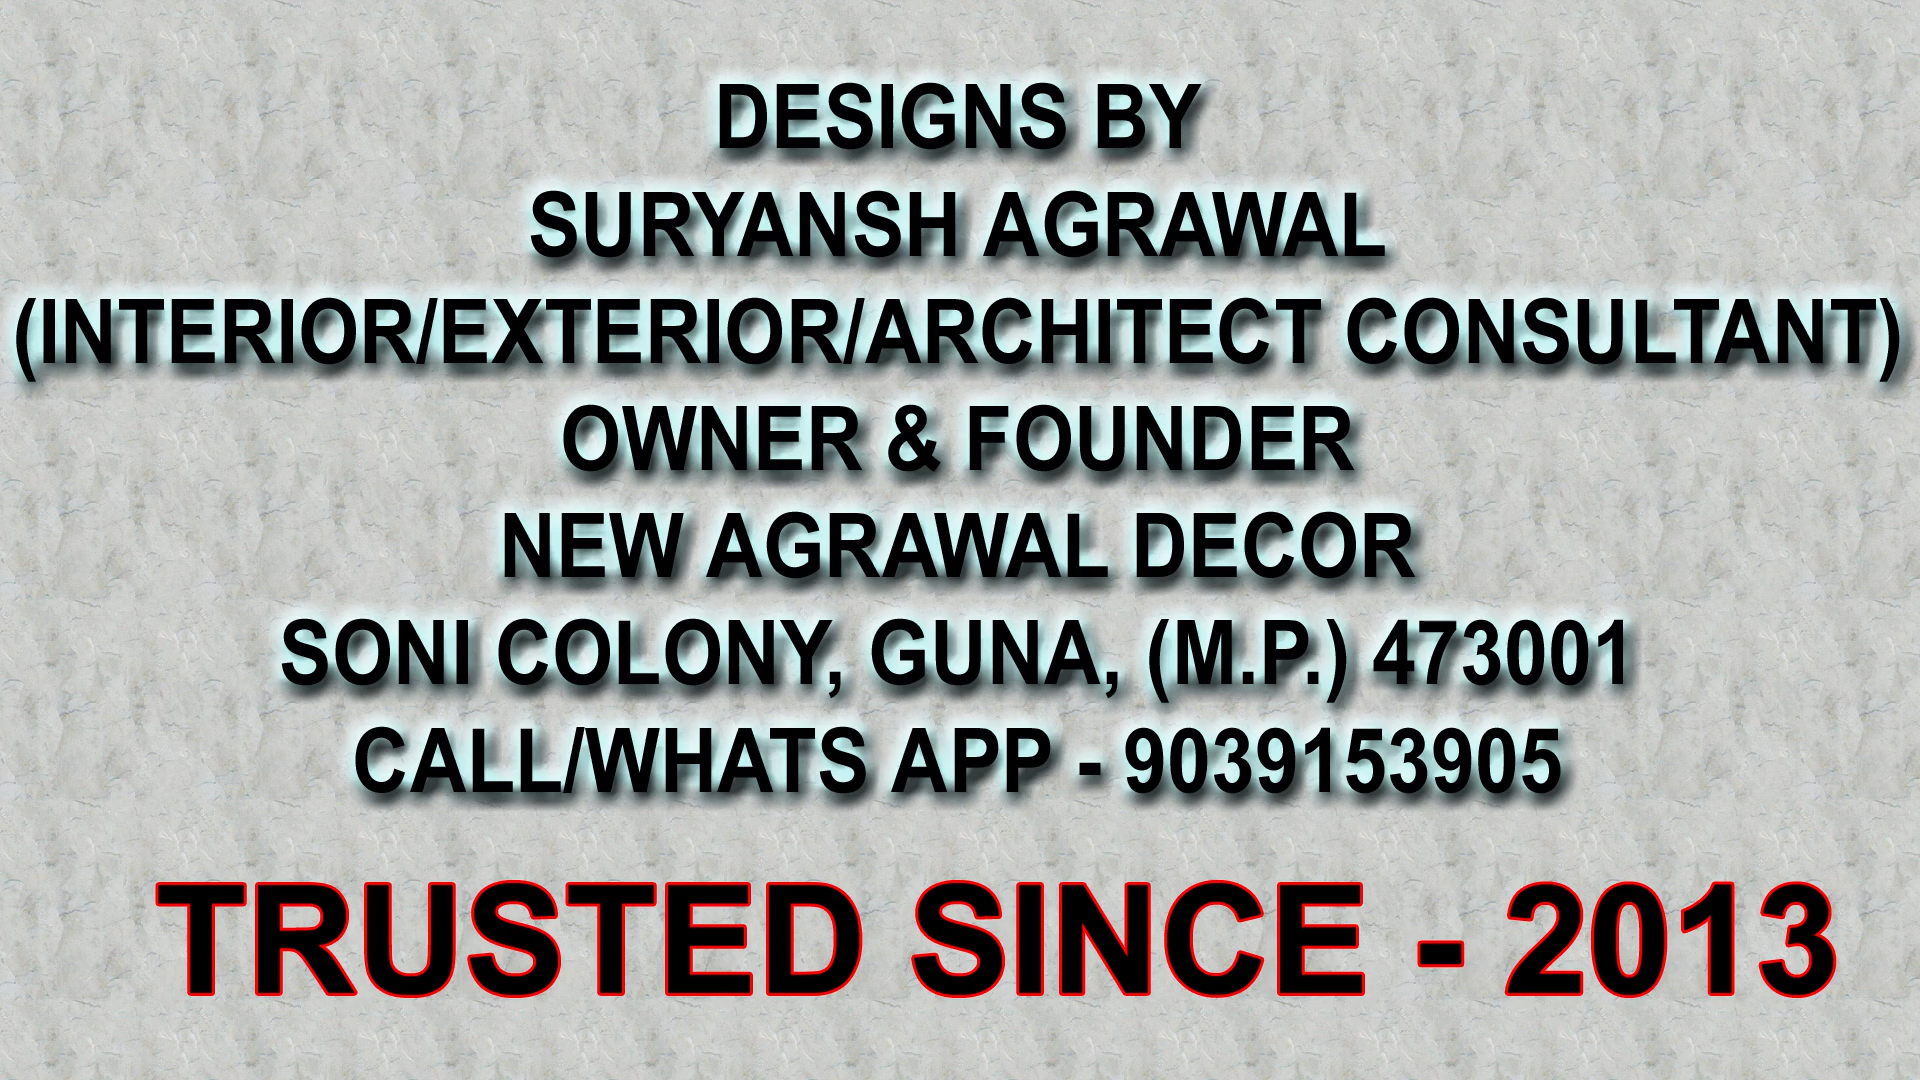 DESIGNS BY
SURYANSH AGRAWAL
(INTERIOR/EXTERIOR/ARCHITECT CONSULTANT)
OWNER & FOUNDER
NEW AGRAWAL DECOR
SONI COLONY, GUNA, (M.P.) 473001
CALL/WHATS APP - 9039153905
TRUSTED SINCE - 2013